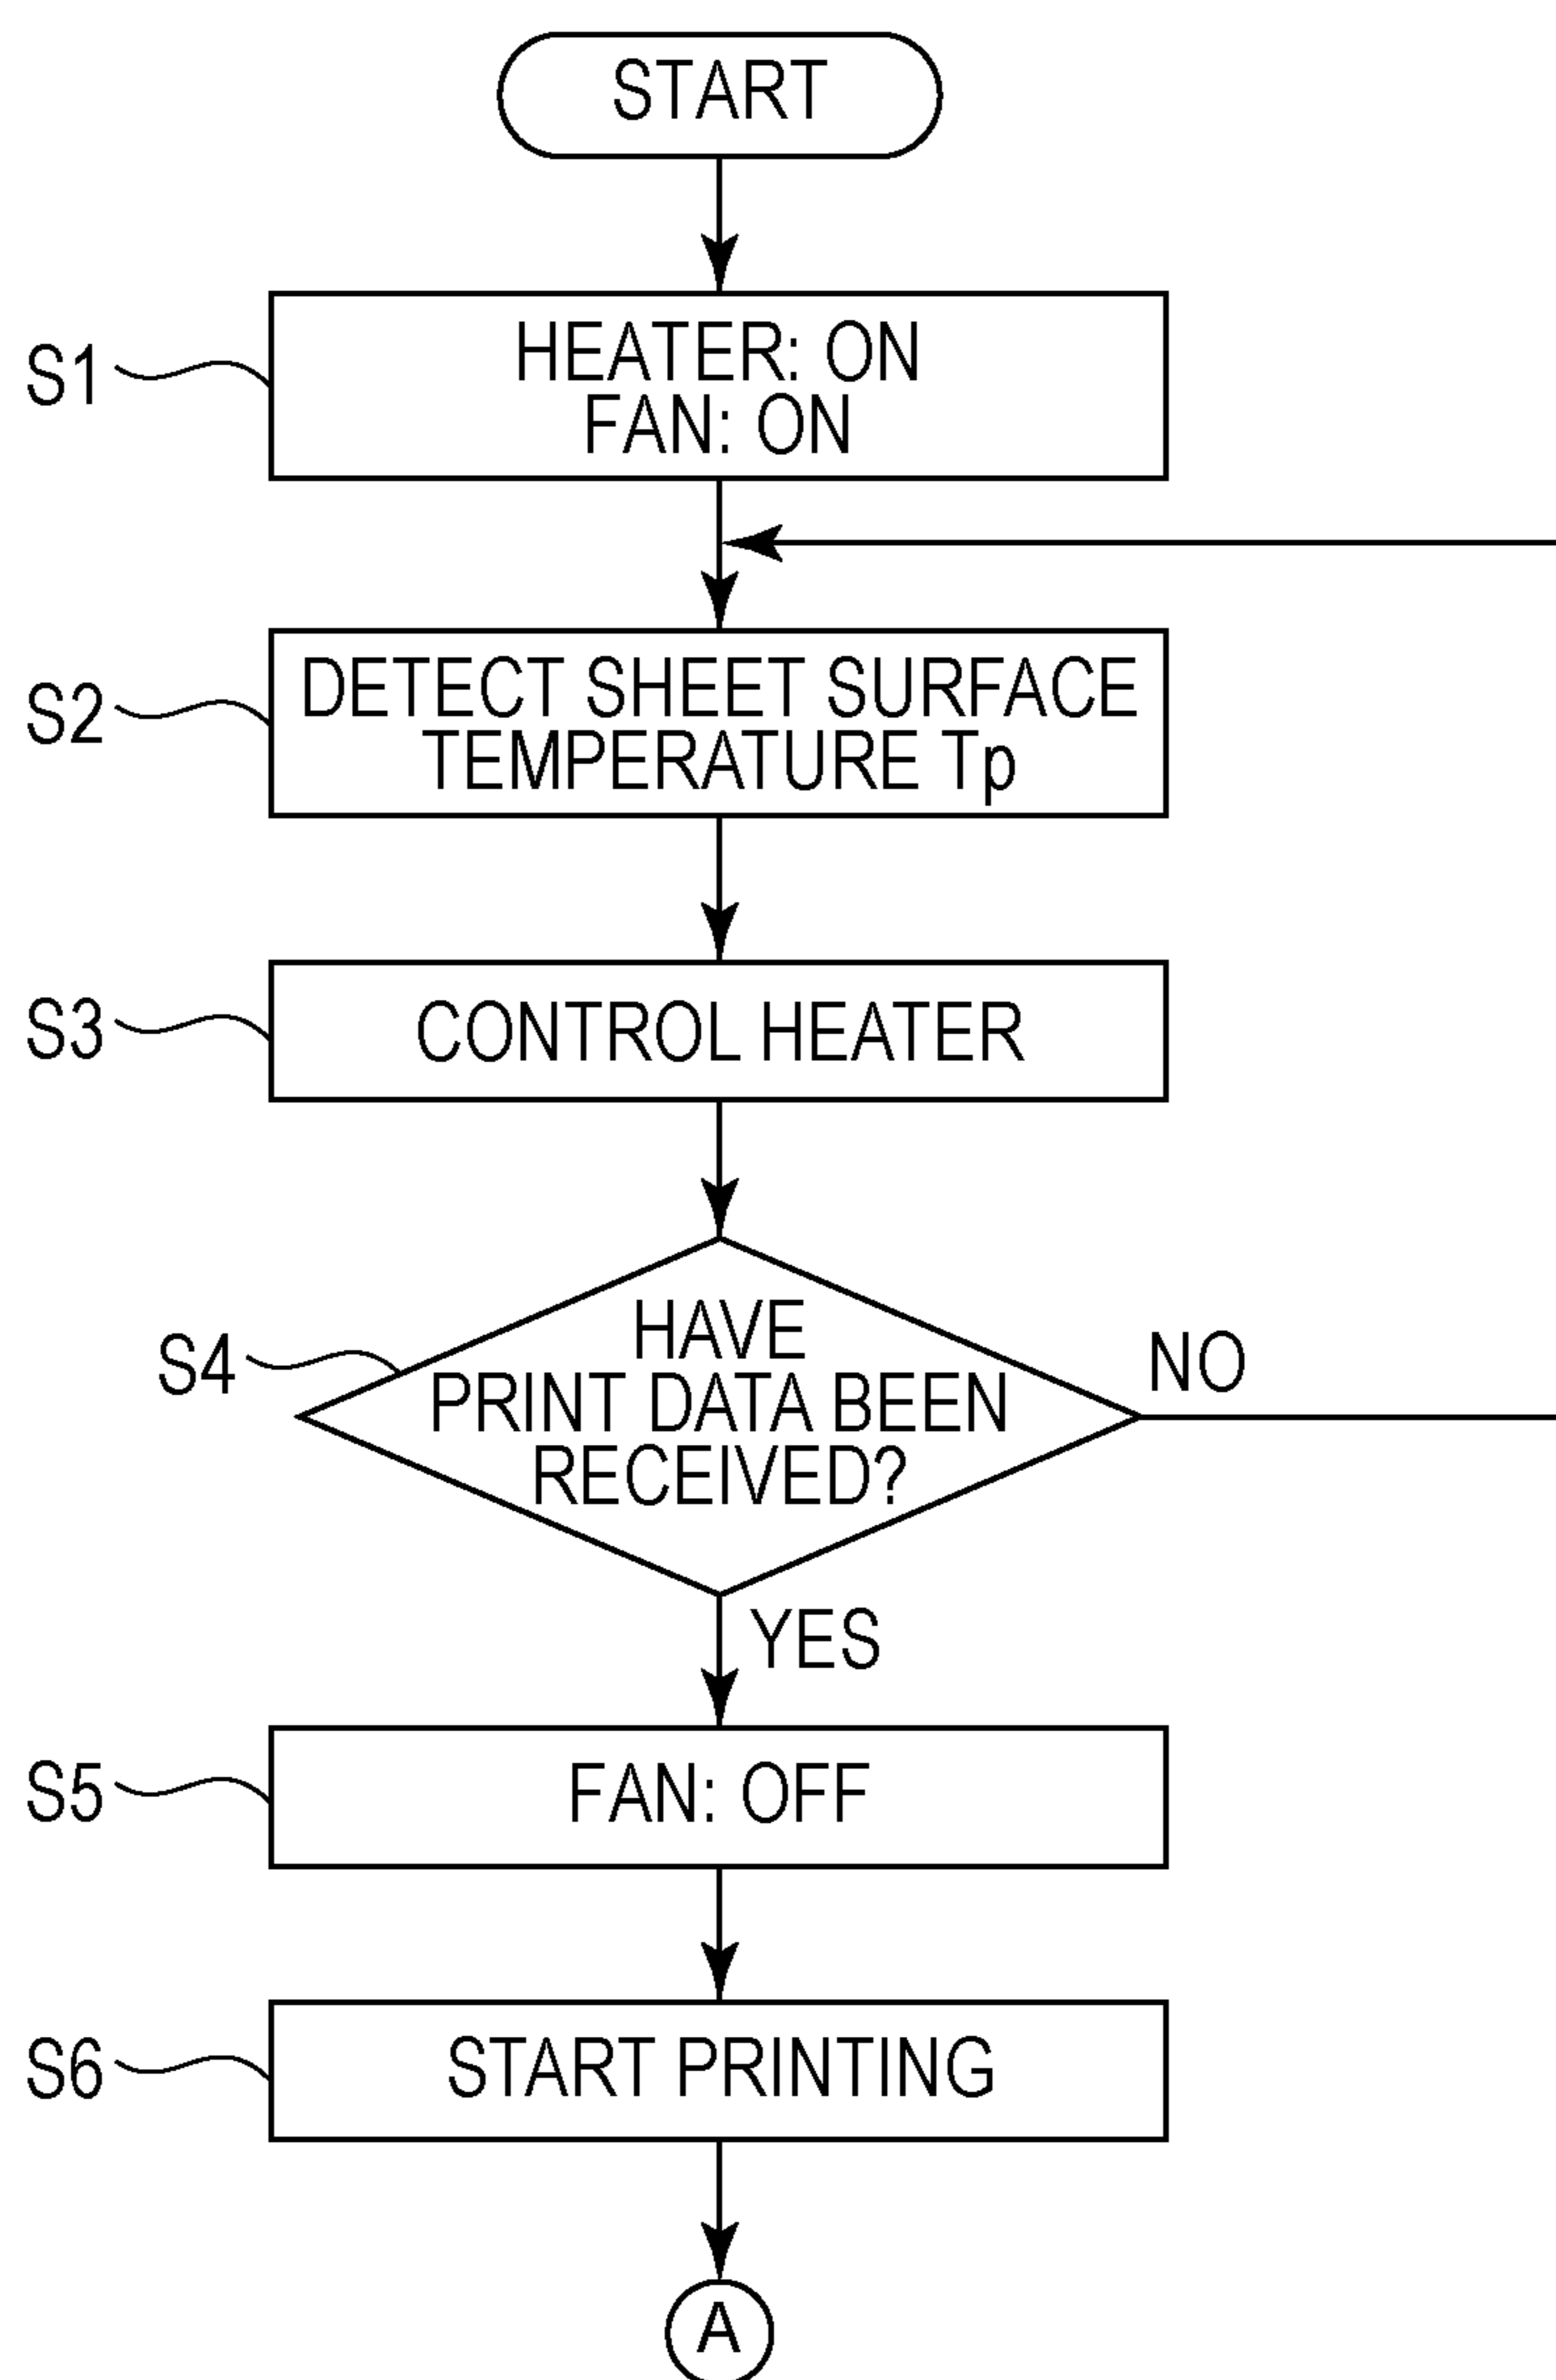 START
S1
HEATER: ON
FAN: ON
S2
DETECT SHEET SURFACE
TEMPERATURE Tp
S3
CONTROL HEATER
S4
HAVE
PRINT DATA BEEN
RECEIVED?
NO
YES
S5
FAN: OFF
S6
START PRINTING
A